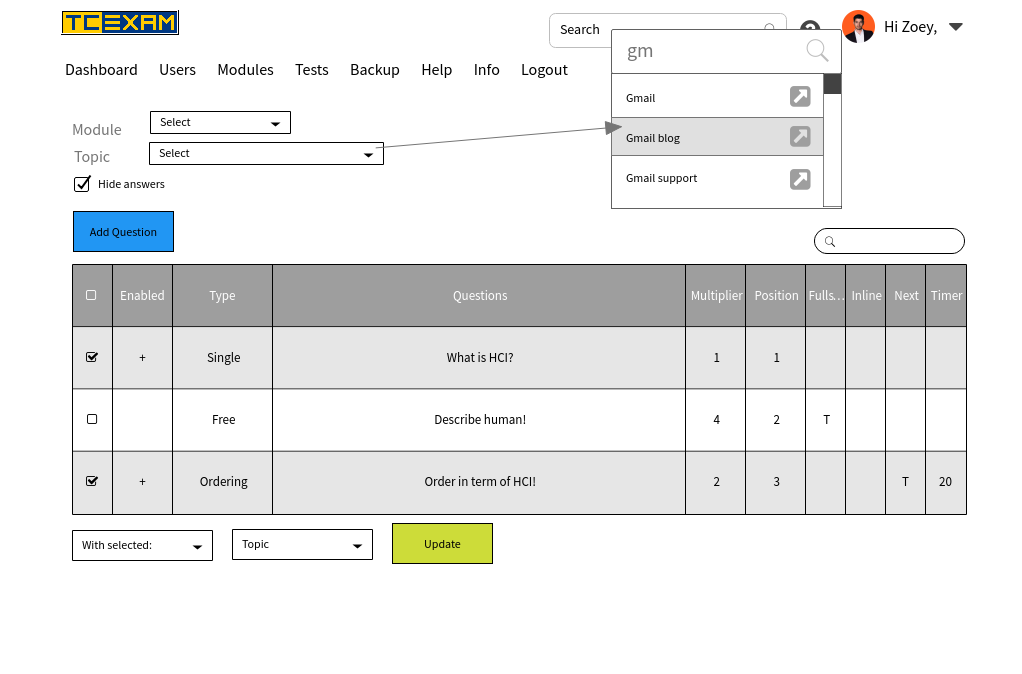 TCEXAM
Search
Hi Zoey,
gm
Dashboard Users Modules Tests Backup Help Info Logout
Gmail
Gmail blog
Gmail support
Module Select
Topic Select
Hide answers
Add Question
Enabled Type Questions Multiplier Position Fulls... Inline Next Timer
+ Single What is HCI? 1 1
Free Describe human! 4 2 T
+ Ordering Order in term of HCI! 2 3 T 20
With selected: Topic Update